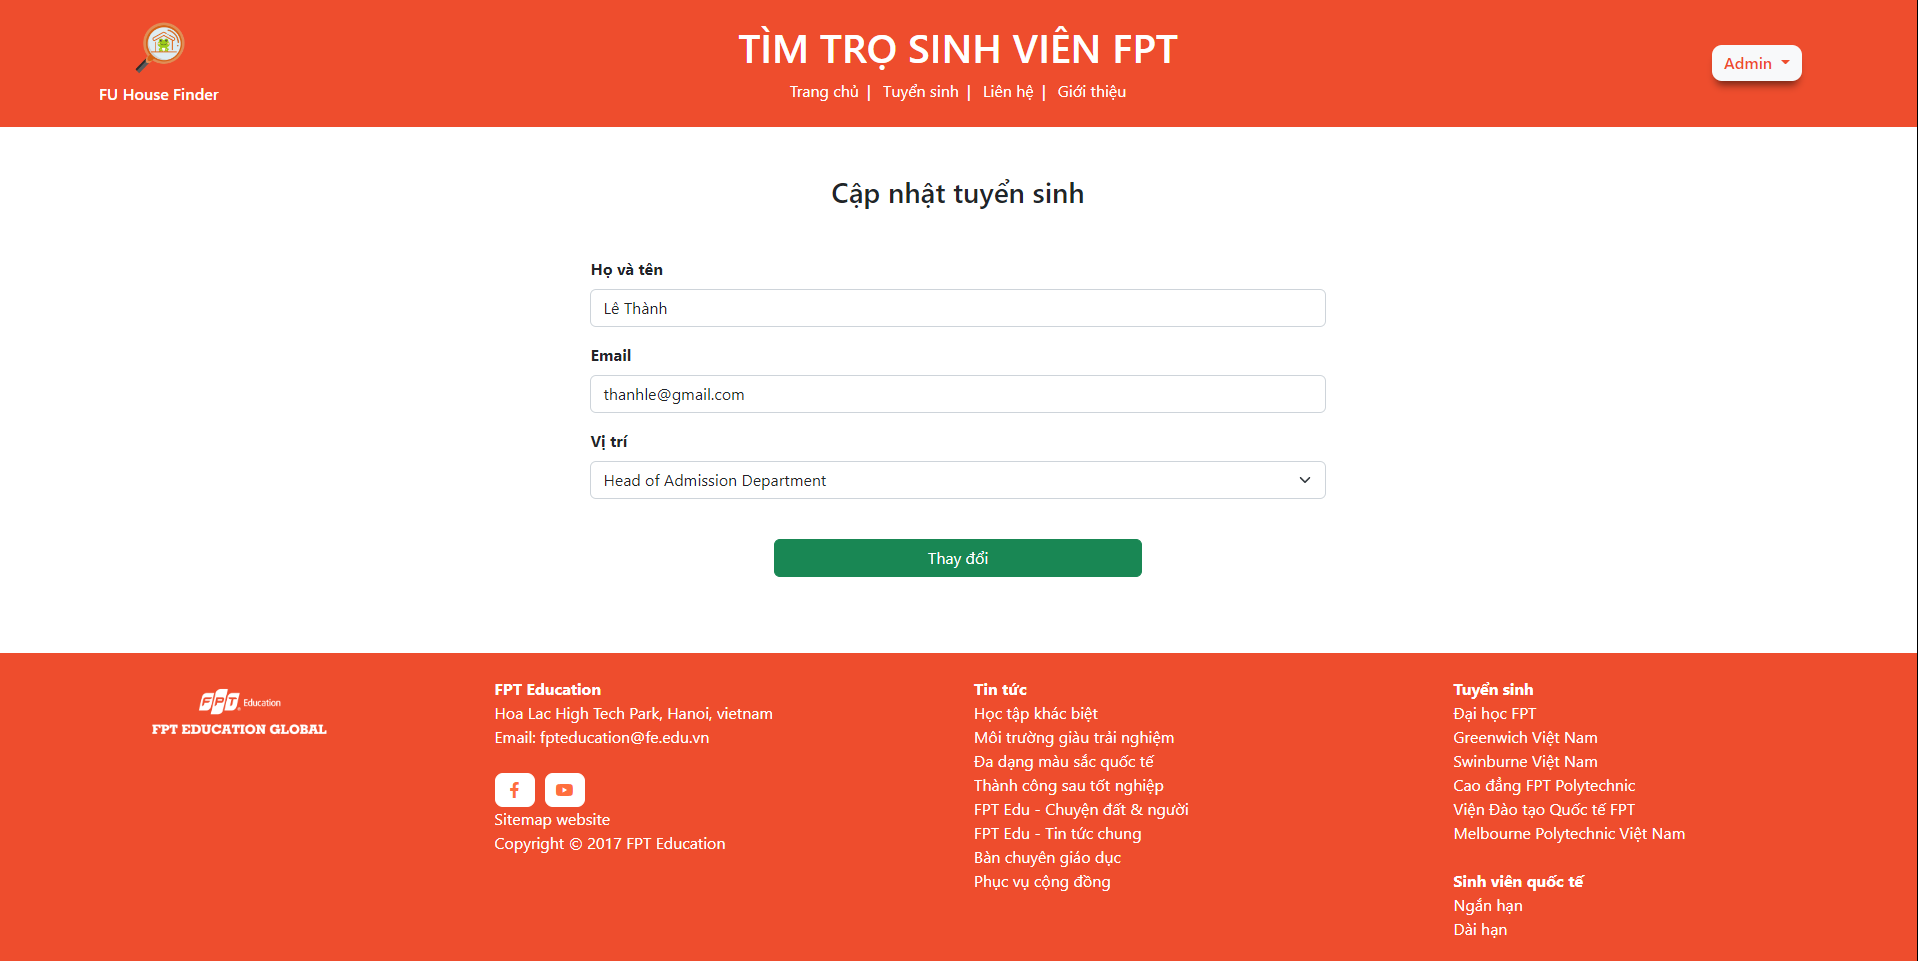 FU House Finder
TÌM TRỌ SINH VIÊN FPT
Trang chủ | Tuyển sinh | Liên hệ | Giới thiệu
Admin
Cập nhật tuyển sinh
Họ và tên
Lê Thành
Email
thanhle@gmail.com
Vị trí
Head of Admission Department
Thay đổi
FPT Education
FPT EDUCATION GLOBAL
FPT Education
Hoa Lac High Tech Park, Hanoi, vietnam
Email: fpteducation@fe.edu.vn
Sitemap website
Copyright © 2017 FPT Education
Tin tức
Học tập khác biệt
Môi trường giàu trải nghiệm
Đa dạng màu sắc quốc tế
Thành công sau tốt nghiệp
FPT Edu - Chuyện đất & người
FPT Edu - Tin tức chung
Bàn chuyên giáo dục
Phục vụ cộng đồng
Tuyển sinh
Đại học FPT
Greenwich Việt Nam
Swinburne Việt Nam
Cao đẳng FPT Polytechnic
Viện Đào tạo Quốc tế FPT
Melbourne Polytechnic Việt Nam
Sinh viên quốc tế
Ngắn hạn
Dài hạn